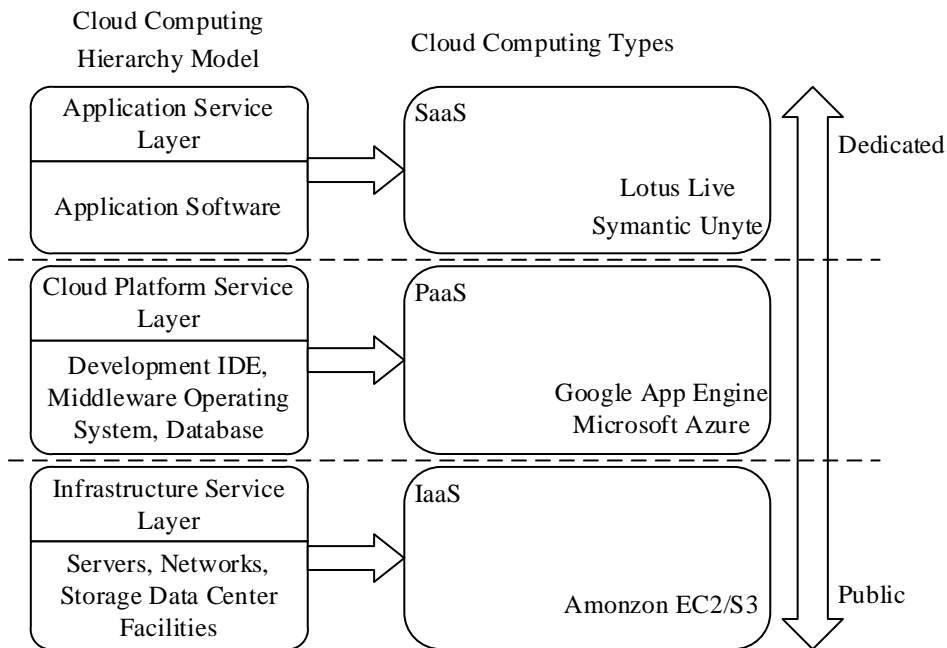 Cloud Computing
Hierarchy Model
Cloud Computing Types
Application Service
Layer
Application Software
SaaS
Lotus Live
Symantic Unyte
Dedicated
Cloud Platform Service
Layer
Development IDE,
Middleware Operating
System, Database
PaaS
Google App Engine
Microsoft Azure
Infrastructure Service
Layer
Servers, Networks,
Storage Data Center
Facilities
IaaS
Amonzon EC2/S3
Public